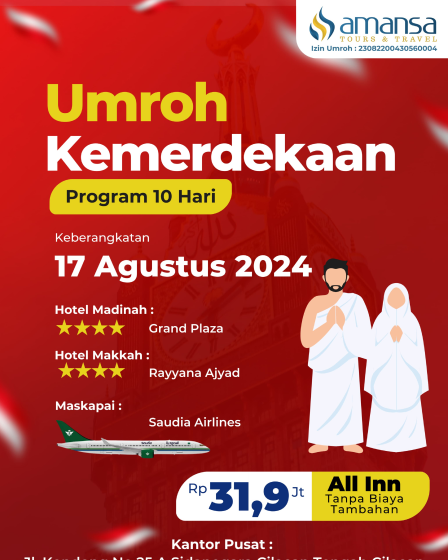 amansa
TOURS & TRAVEL
Izin Umroh : 23082200430560004
Umroh
Kemerdekaan
Program 10 Hari
Keberangkatan
17 Agustus 2024
Hotel Madinah :
Grand Plaza
Hotel Makkah :
Rayyana Ajyad
Maskapai :
Saudia Airlines
Rp 31,9 Jt
All Inn
Tanpa Biaya
Tambahan
Kantor Pusat :